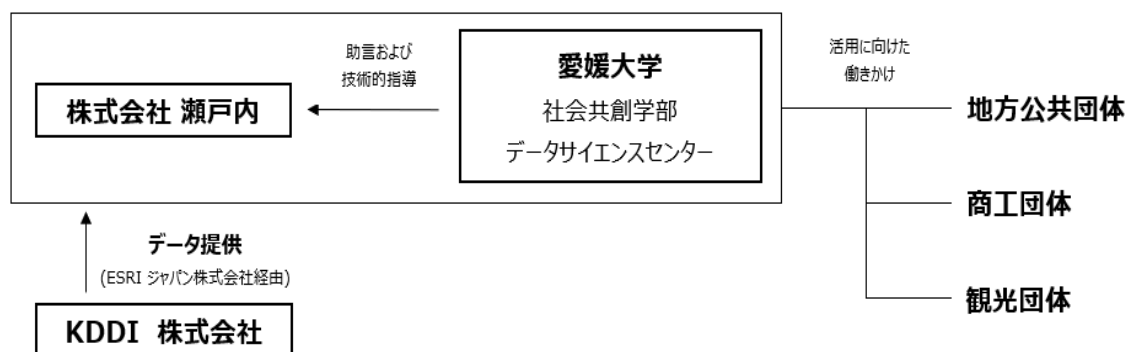 助言および
技術的指導
株式会社 瀬戸内
愛媛大学
社会共創学部
データサイエンスセンター
活用に向けた
働きかけ
地方公共団体
商工団体
観光団体
データ提供
(ESRI ジャパン株式会社経由)
KDDI 株式会社